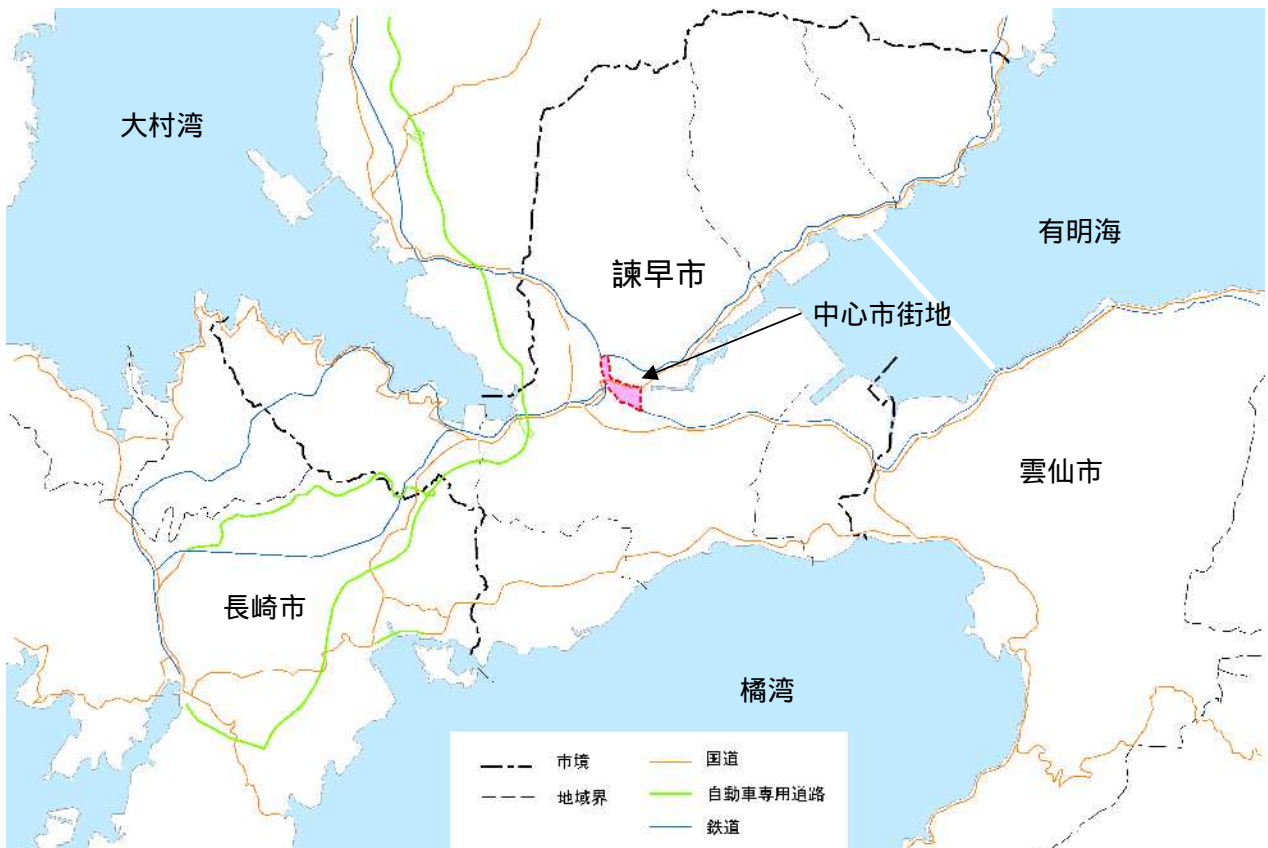 大村湾
有明海
諫早市
中心市街地
雲仙市
長崎市
橘湾
市境
国道
地域界
自動車専用道路
鉄道